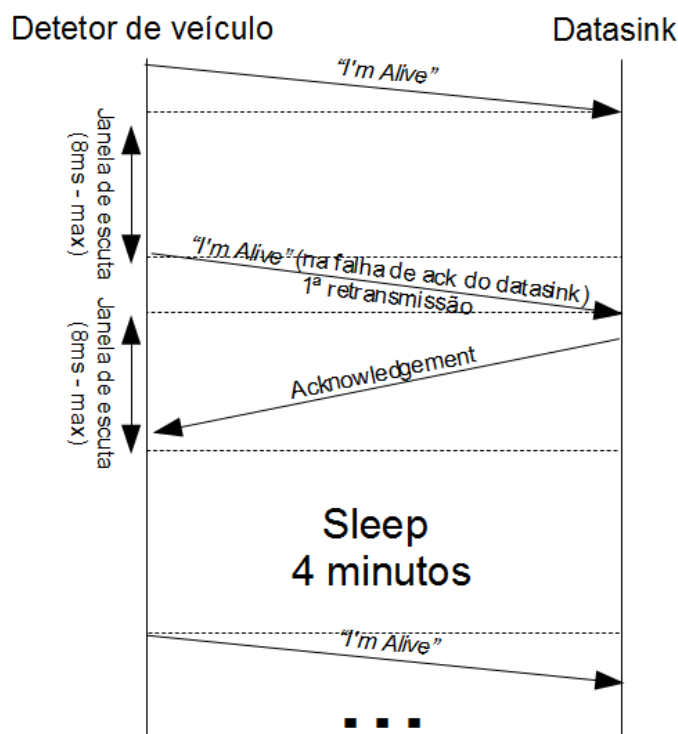 Detetor de veículo
Datasink
"I'm Alive"
Janela de escuta
(8ms - max)
"I'm Alive" (na falha de ack do datasink)
1ª retransmissão
Janela de escuta
(8ms - max)
Acknowledgement
Sleep
4 minutos
"I'm Alive"
...